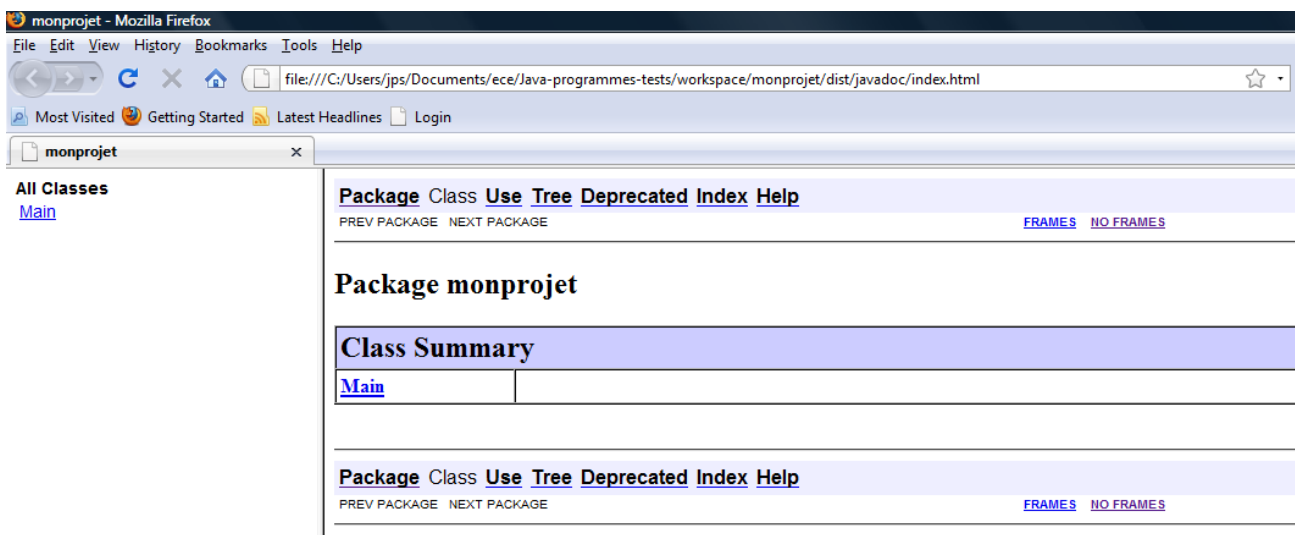 monprojet - Mozilla Firefox
File Edit View History Bookmarks Tools Help
file:///C:/Users/jps/Documents/ece/Java-programmes-tests/workspace/monprojet/dist/javadoc/index.html
Most Visited Getting Started Latest Headlines Login
monprojet
All Classes
Main
Package Class Use Tree Deprecated Index Help
PREV PACKAGE NEXT PACKAGE FRAMES NO FRAMES
Package monprojet
Class Summary
Main
Package Class Use Tree Deprecated Index Help
PREV PACKAGE NEXT PACKAGE FRAMES NO FRAMES